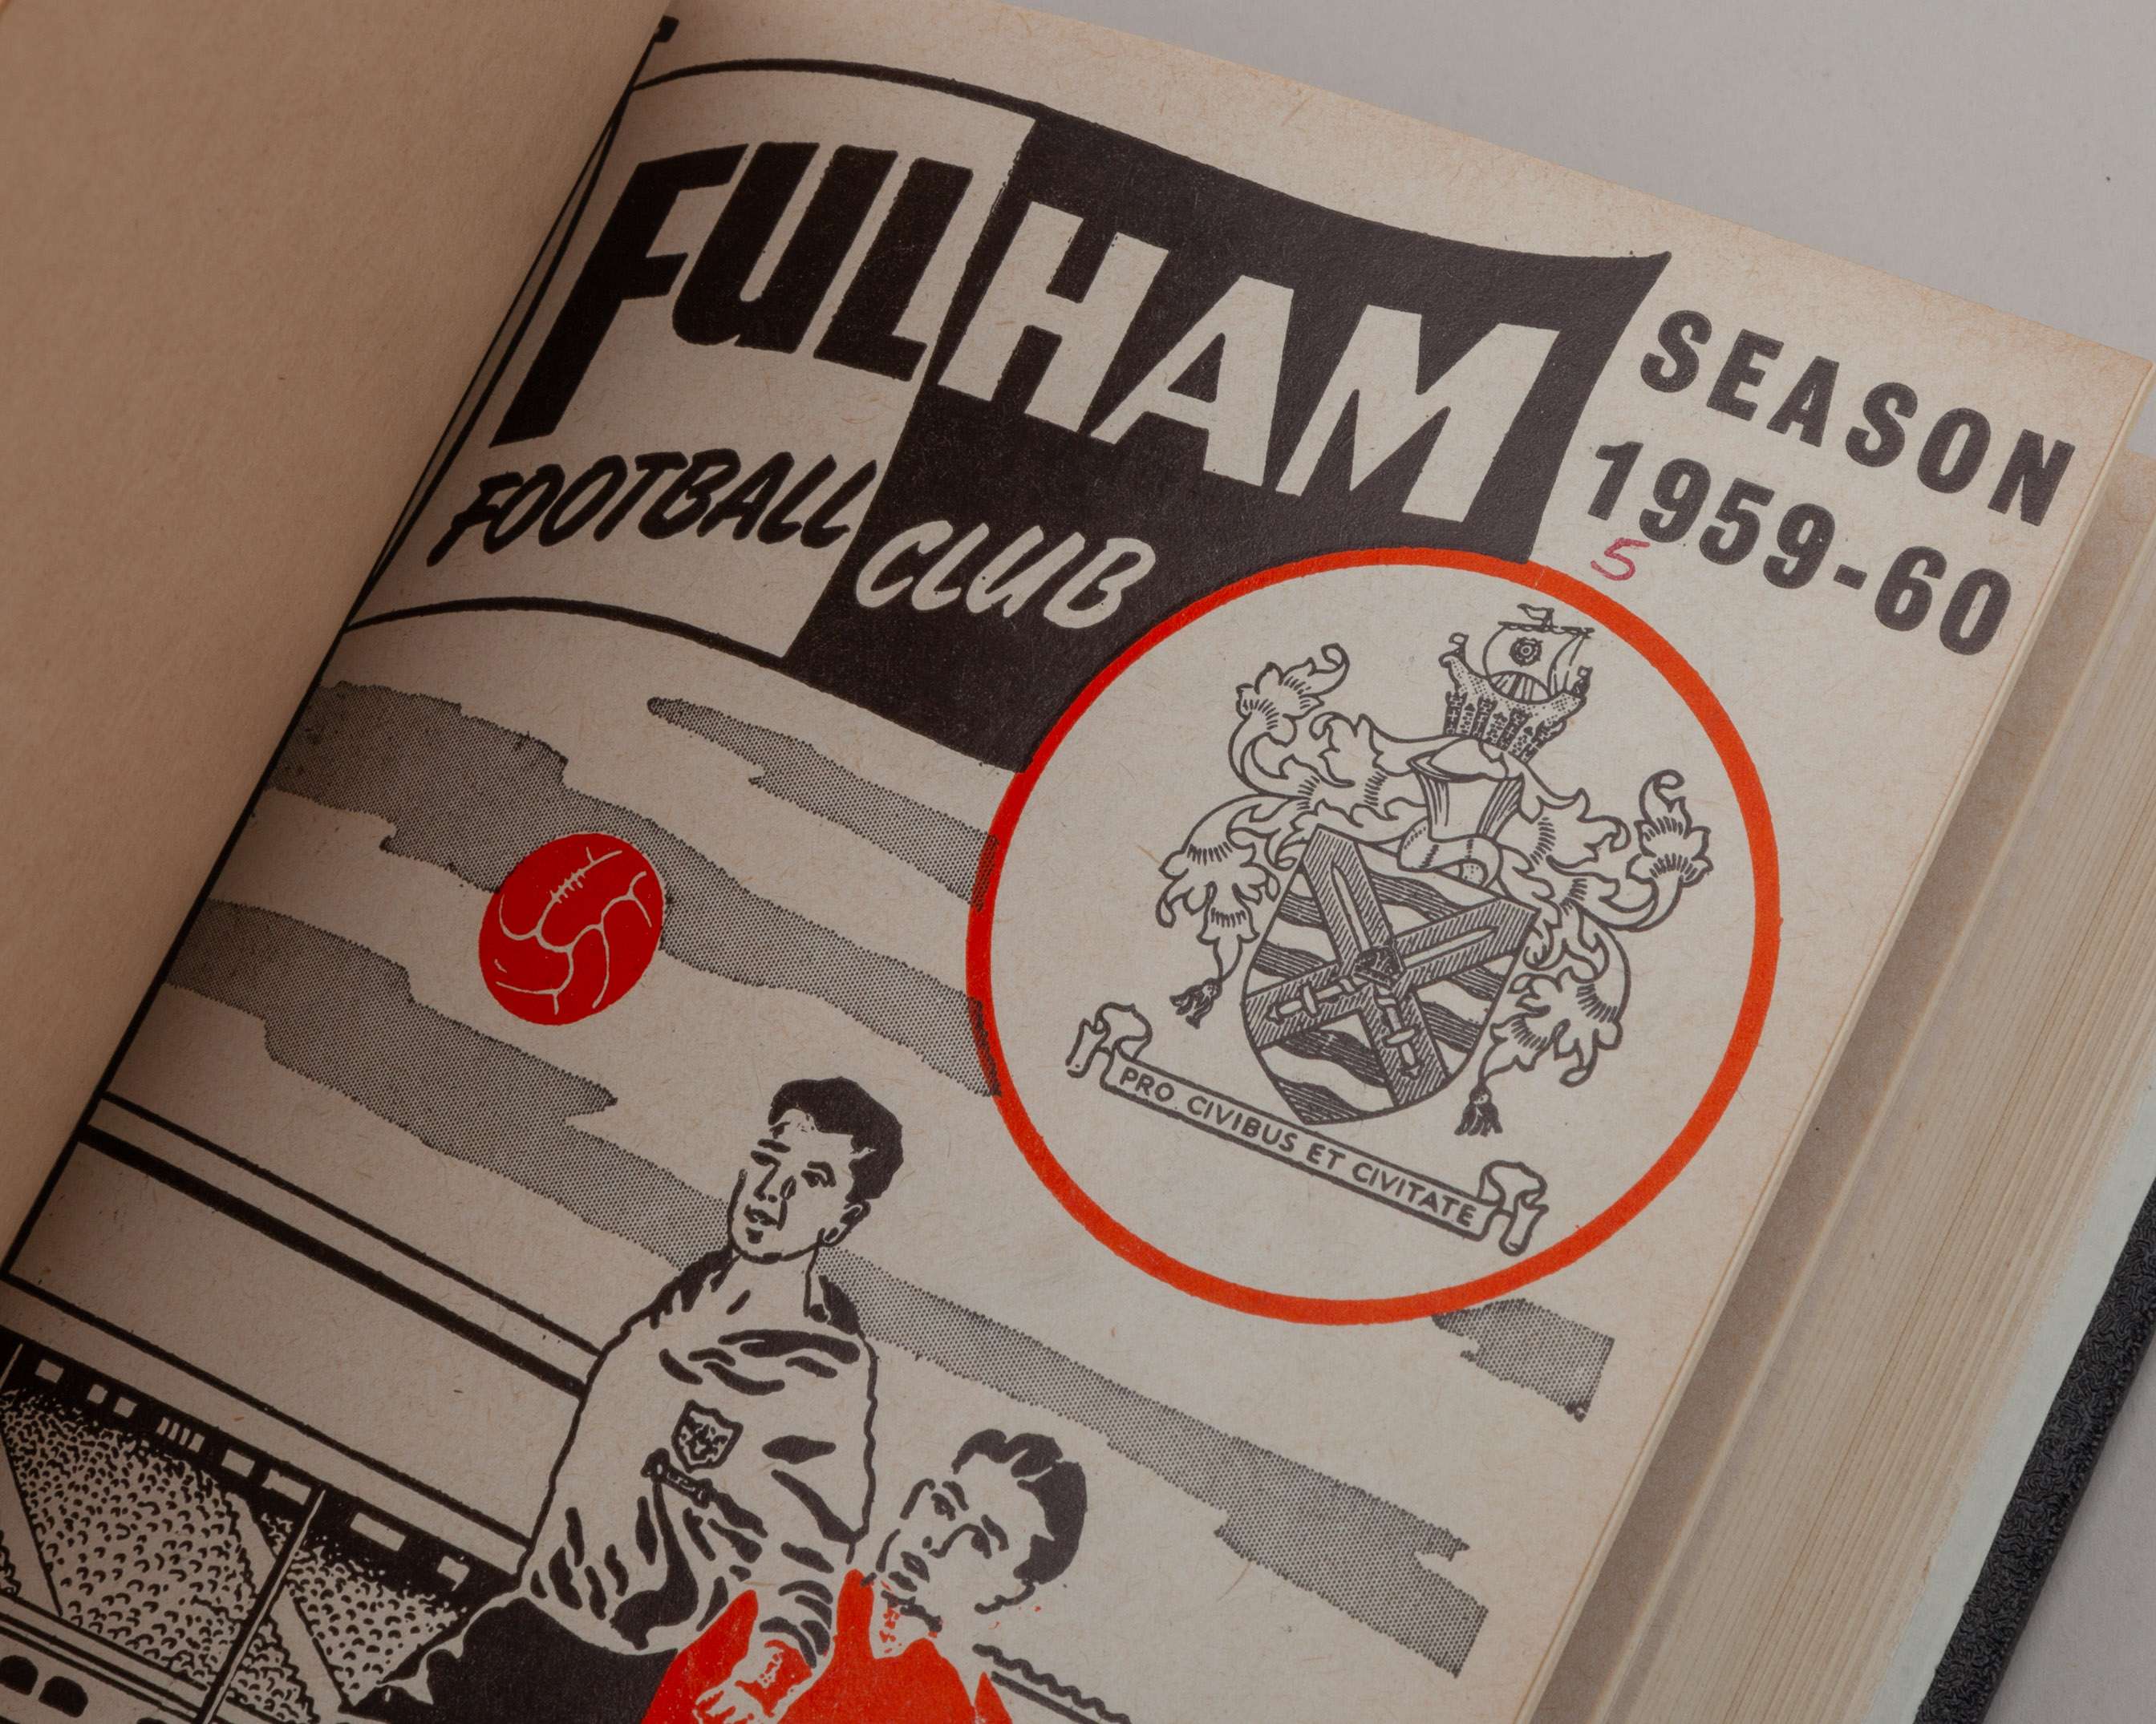 FULHAM
FOOTBALL CLUB
SEASON
1959-60
5
PRO CIVIBUS ET CIVITATE